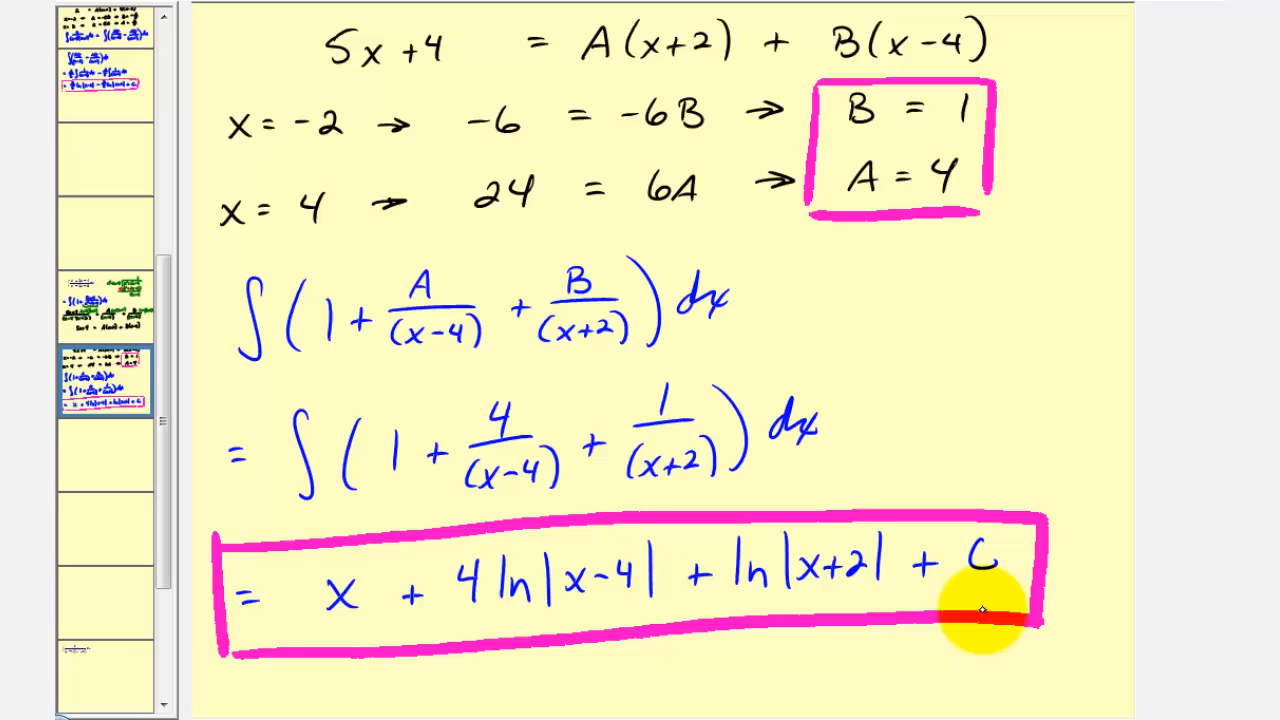 5x + 4 = A(x+2) + B(x-4)
x = -2 → -6 = -6B ⇒ B = 1
x = 4 → 24 = 6A ⇒ A = 4
∫ (1 + A/(x-4) + B/(x+2)) dx
= ∫ (1 + 4/(x-4) + 1/(x+2)) dx
= x + 4 ln|x-4| + ln|x+2| + C